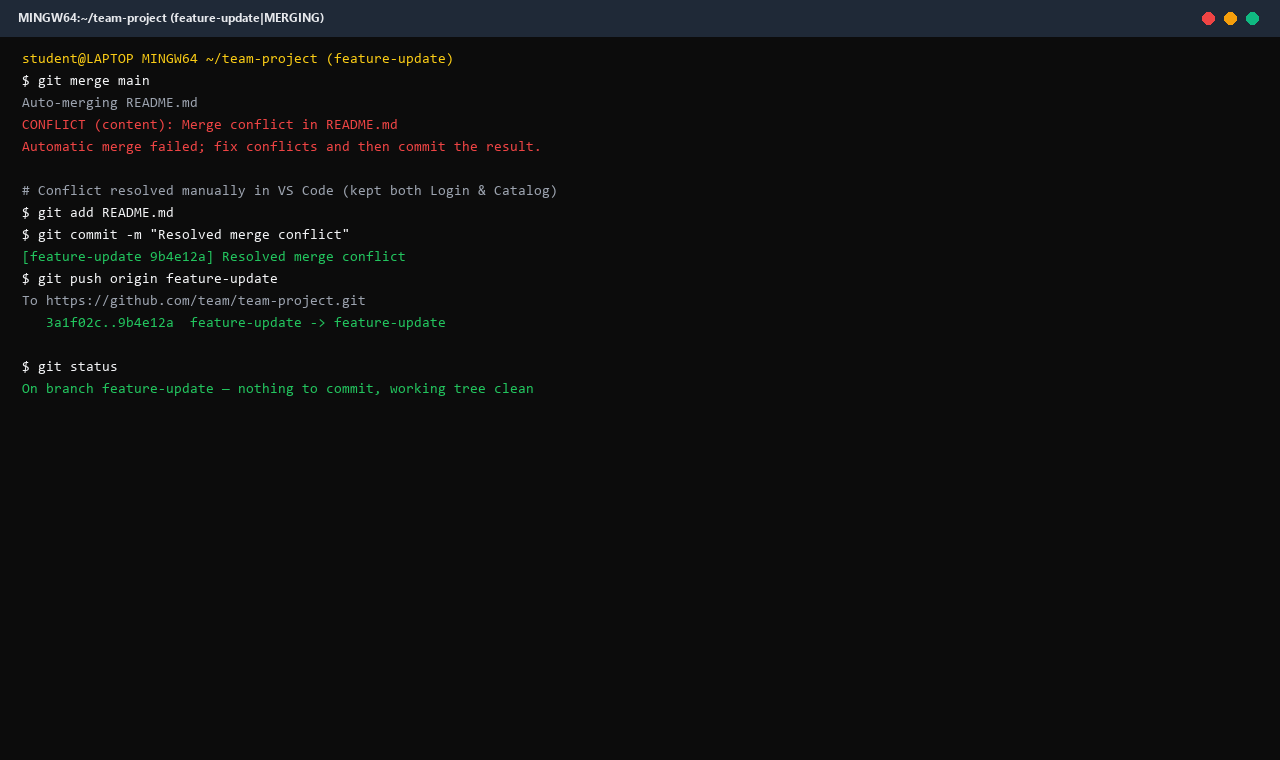 MINGW64:~/team-project (feature-update|MERGING)
student@LAPTOP MINGW64 ~/team-project (feature-update)
$ git merge main
Auto-merging README.md
CONFLICT (content): Merge conflict in README.md
Automatic merge failed; fix conflicts and then commit the result.
# Conflict resolved manually in VS Code (kept both Login & Catalog)
$ git add README.md
$ git commit -m "Resolved merge conflict"
[feature-update 9b4e12a] Resolved merge conflict
$ git push origin feature-update
To https://github.com/team/team-project.git
3a1f02c..9b4e12a  feature-update -> feature-update
$ git status
On branch feature-update — nothing to commit, working tree clean